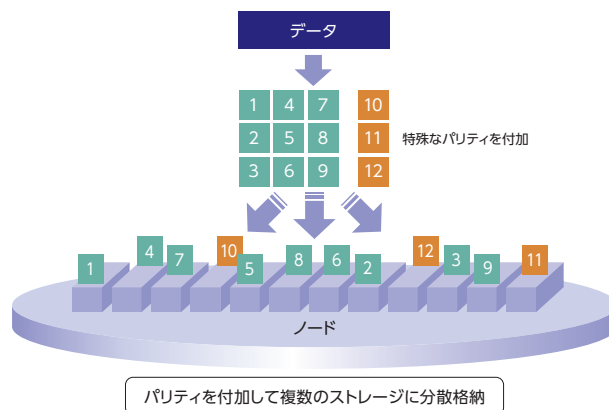 データ
1 4 7 10
2 5 8 11 特殊なパリティを付加
3 6 9 12
1 4 7 10 5 8 6 2 12 3 9 11
ノード
パリティを付加して複数のストレージに分散格納